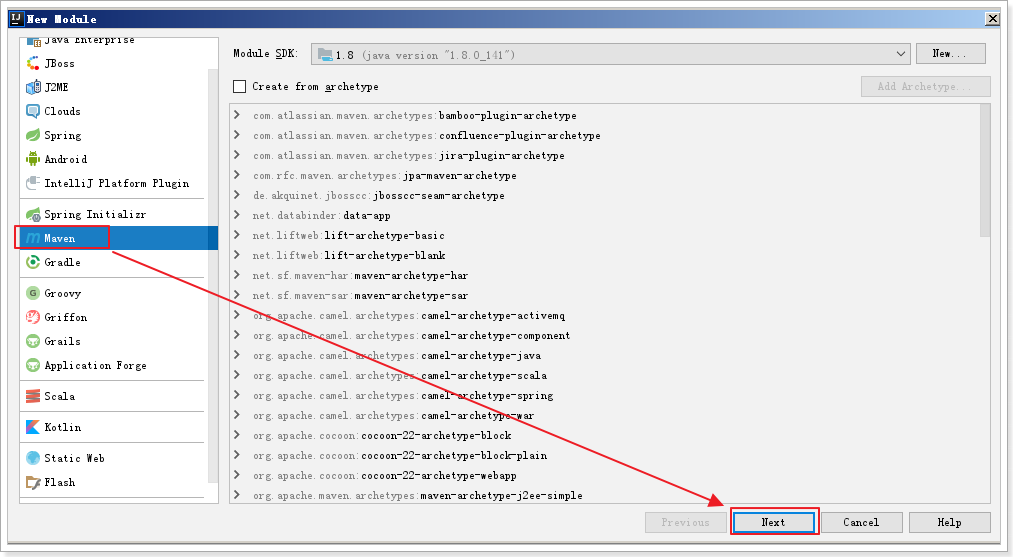 New Module
Java Enterprise
JBoss
J2ME
Clouds
Spring
Android
IntelliJ Platform Plugin
Spring Initializr
Maven
Gradle
Groovy
Griffon
Grails
Application Forge
Scala
Kotlin
Static Web
Flash
Module SDK: 1.8 (java version "1.8.0_141") New...
Create from archetype Add Archetype...
com.atlassian.maven.archetypes:bamboo-plugin-archetype
com.atlassian.maven.archetypes:confluence-plugin-archetype
com.atlassian.maven.archetypes:jira-plugin-archetype
com.rfc.maven.archetypes:jpa-maven-archetype
de.akquinet.jbosscc:jbosscc-seam-archetype
net.databinder:data-app
net.liftweb:lift-archetype-basic
net.liftweb:lift-archetype-blank
net.sf.maven-har:maven-archetype-har
net.sf.maven-sar:maven-archetype-sar
org.apache.camel.archetypes:camel-archetype-activemq
org.apache.camel.archetypes:camel-archetype-component
org.apache.camel.archetypes:camel-archetype-java
org.apache.camel.archetypes:camel-archetype-scala
org.apache.camel.archetypes:camel-archetype-spring
org.apache.camel.archetypes:camel-archetype-war
org.apache.cocoon:cocoon-22-archetype-block
org.apache.cocoon:cocoon-22-archetype-block-plain
org.apache.cocoon:cocoon-22-archetype-webapp
org.apache.maven.archetypes:maven-archetype-j2ee-simple
Previous Next Cancel Help